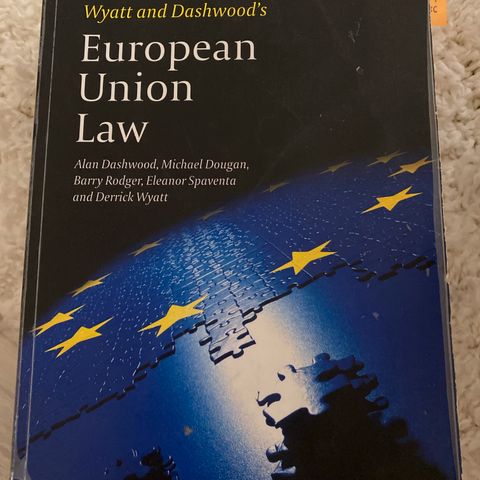 Wyatt and Dashwood's
European
Union
Law
Alan Dashwood, Michael Dougan,
Barry Rodger, Eleanor Spaventa
and Derrick Wyatt